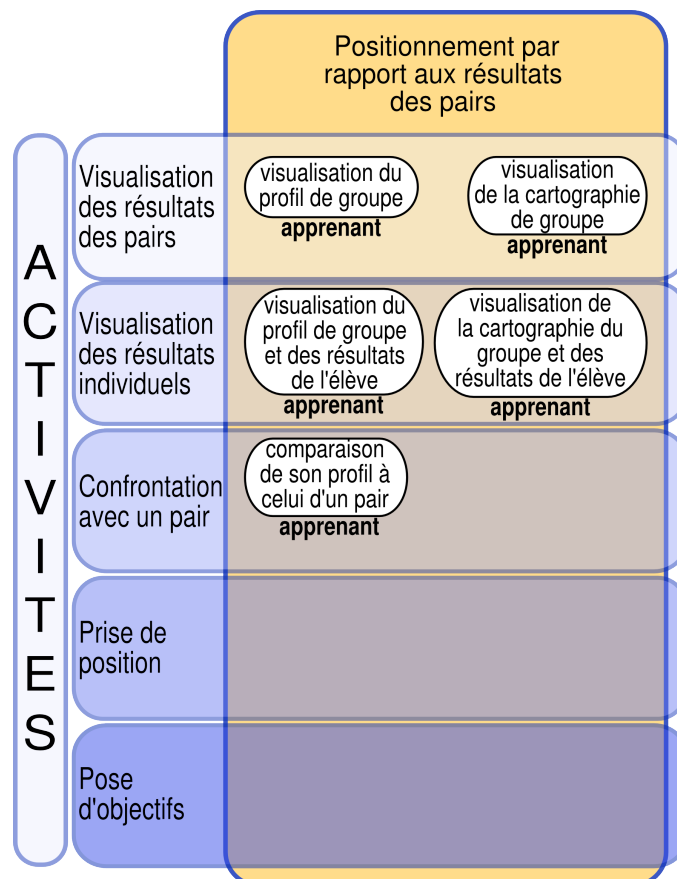 Positionnement par
rapport aux résultats
des pairs
A
C
T
I
V
I
T
E
S
Visualisation
des résultats
des pairs
visualisation du
profil de groupe
apprenant
visualisation
de la cartographie
de groupe
apprenant
Visualisation
des résultats
individuels
visualisation du
profil de groupe
et des résultats
de l'élève
apprenant
visualisation de
la cartographie du
groupe et des
résultats de l'élève
apprenant
Confrontation
avec un pair
comparaison
de son profil à
celui d'un pair
apprenant
Prise de
position
Pose
d'objectifs